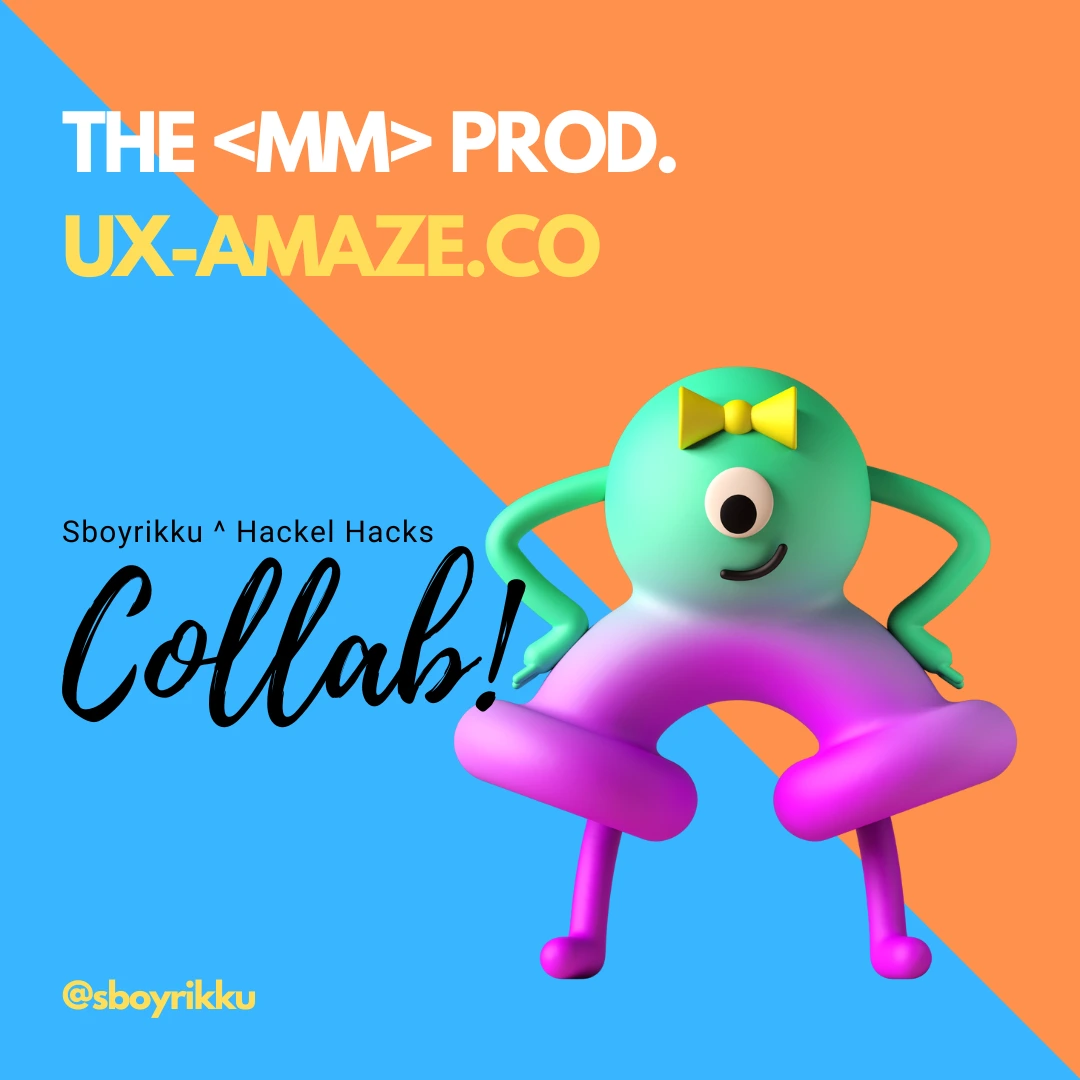 THE <MM> PROD.
UX-AMAZE.CO
Sboyrikku ^ Hackel Hacks
Collab!
@sboyrikku